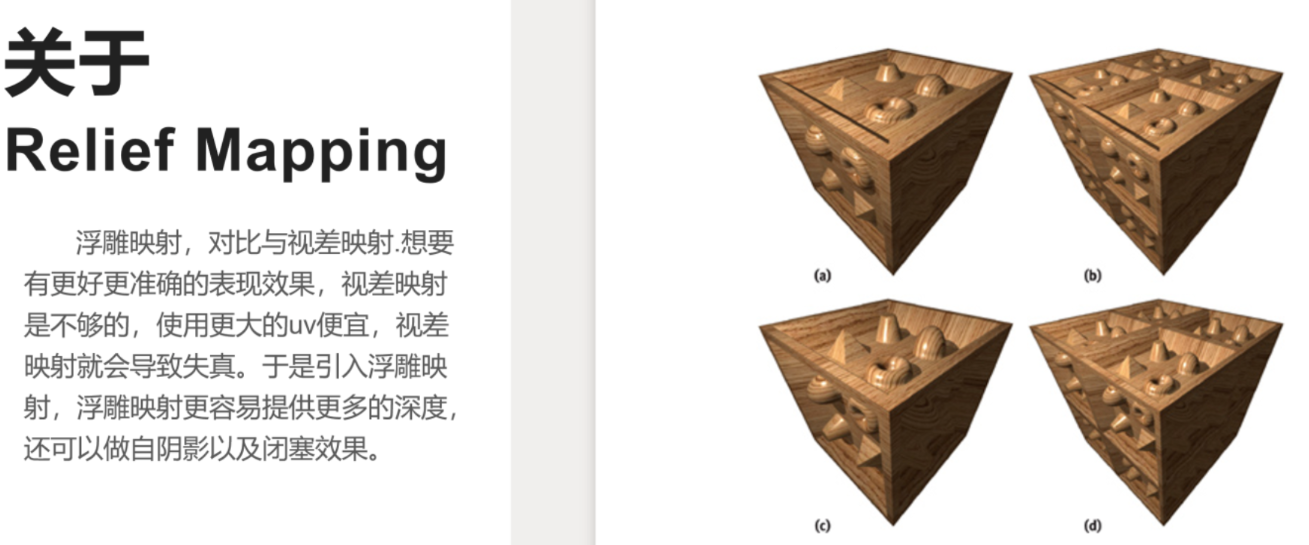 关于
Relief Mapping
浮雕映射，对比与视差映射.想要
有更好更准确的表现效果，视差映射
是不够的，使用更大的uv便宜，视差
映射就会导致失真。于是引入浮雕映
射，浮雕映射更容易提供更多的深度，
还可以做自阴影以及闭塞效果。
(a)
(b)
(c)
(d)